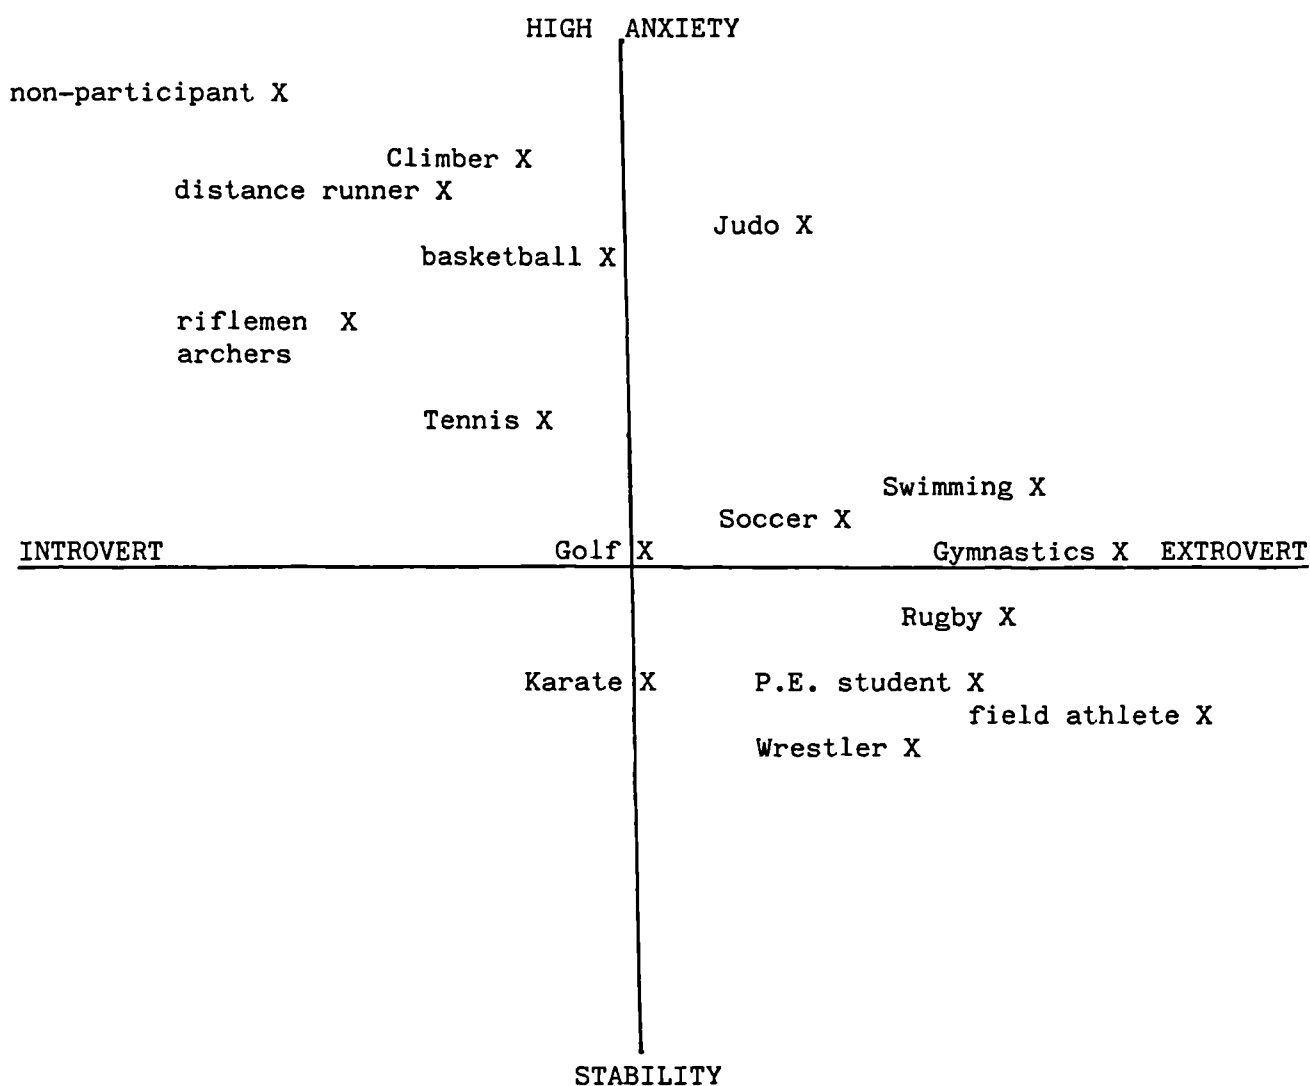 HIGH ANXIETY
non-participant X
Climber X
distance runner X
Judo X
basketball X
riflemen X
archers
Tennis X
Swimming X
Soccer X
INTROVERT Golf X Gymnastics X EXTROVERT
Rugby X
Karate X P.E. student X
field athlete X
Wrestler X
STABILITY